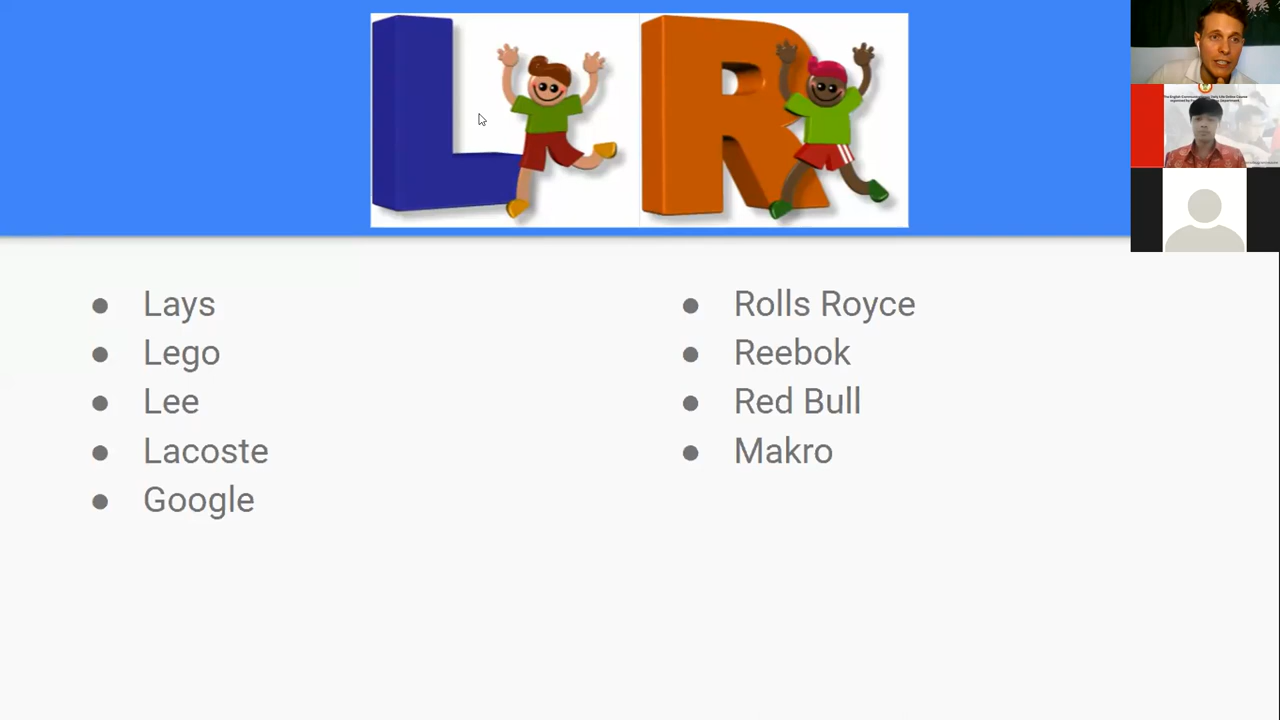 L R
Lays
Lego
Lee
Lacoste
Google
Rolls Royce
Reebok
Red Bull
Makro